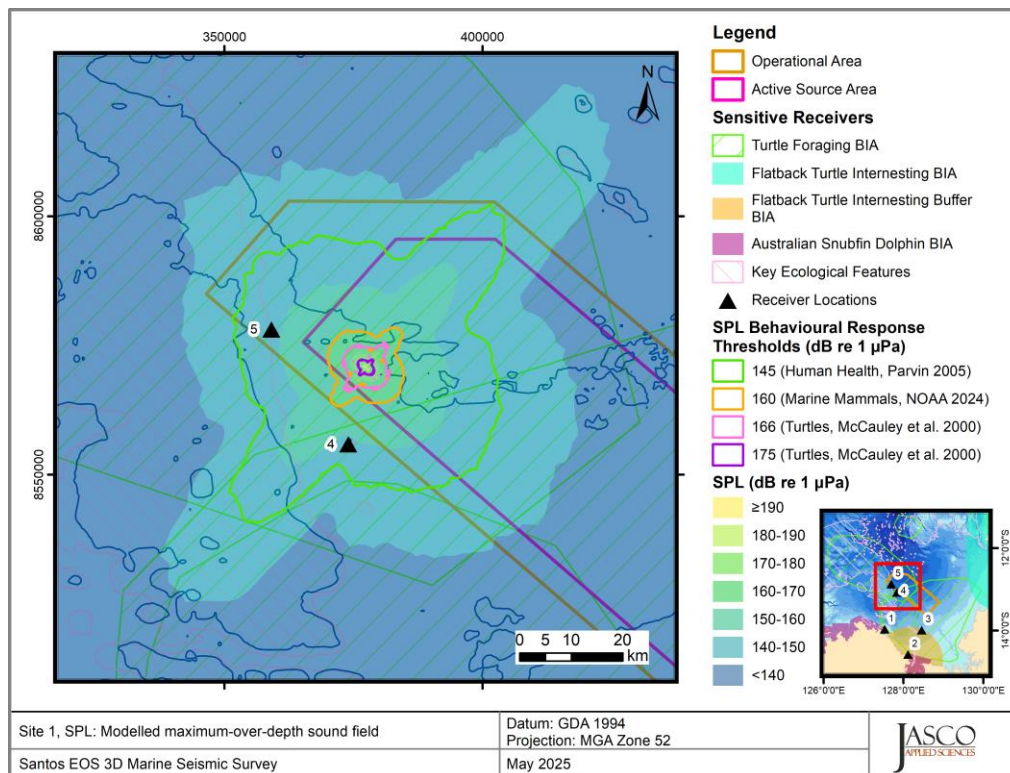 350000
400000
N
8600000
8550000
5
4
0 5 10 20
km
Legend
Operational Area
Active Source Area
Sensitive Receivers
Turtle Foraging BIA
Flatback Turtle Internesting BIA
Flatback Turtle Internesting Buffer
BIA
Australian Snubfin Dolphin BIA
Key Ecological Features
Receiver Locations
SPL Behavioural Response
Thresholds (dB re 1 µPa)
145 (Human Health, Parvin 2005)
160 (Marine Mammals, NOAA 2024)
166 (Turtles, McCauley et al. 2000)
175 (Turtles, McCauley et al. 2000)
SPL (dB re 1 µPa)
≥190
180-190
170-180
160-170
150-160
140-150
<140
5
4
1
3
2
12°0'0"S
14°0'0"S
126°0'0"E
128°0'0"E
130°0'0"E
Site 1, SPL: Modelled maximum-over-depth sound field
Datum: GDA 1994
Projection: MGA Zone 52
Santos EOS 3D Marine Seismic Survey
May 2025
JASCO
APPLIED SCIENCES